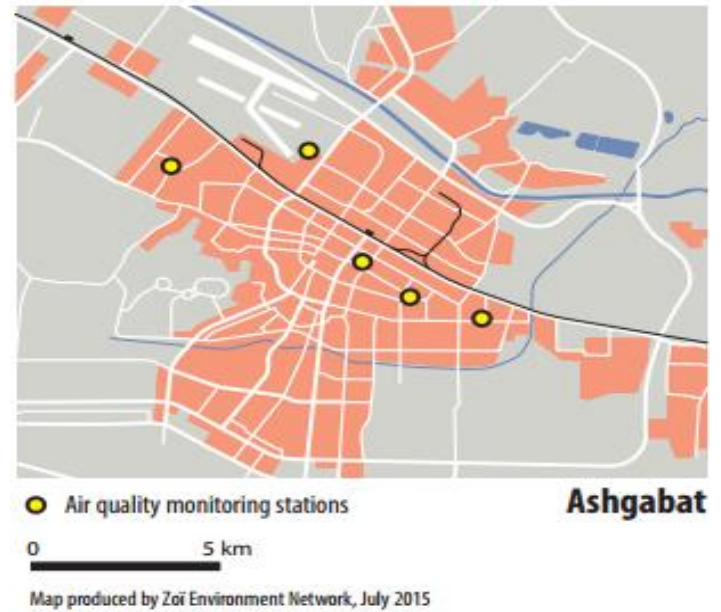 Air quality monitoring stations
Ashgabat
0 5 km
Map produced by Zoï Environment Network, July 2015